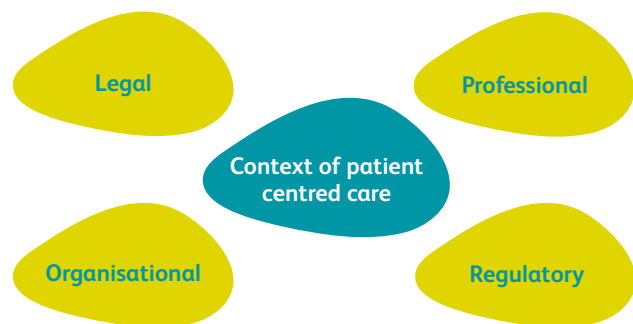 Legal
Professional
Context of patient
centred care
Organisational
Regulatory